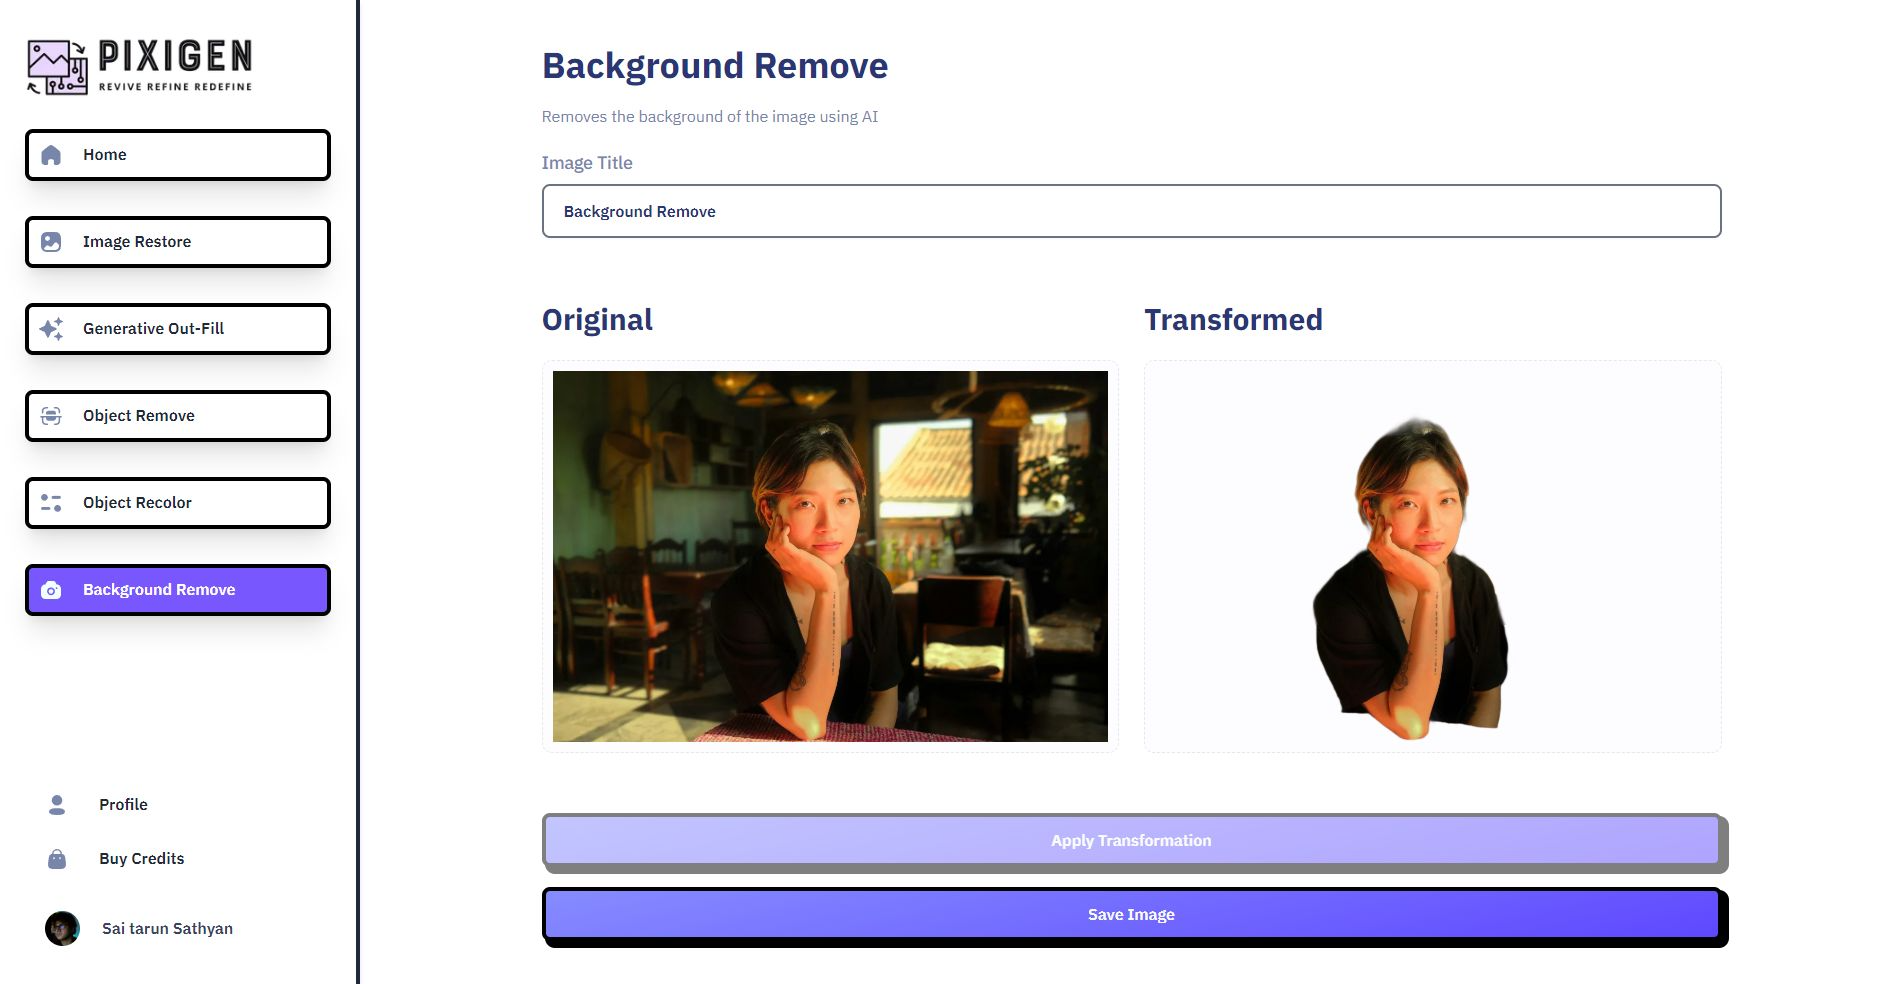 PIXIGEN
REVIVE REFINE REDEFINE
Home
Image Restore
Generative Out-Fill
Object Remove
Object Recolor
Background Remove
Profile
Buy Credits
Sai tarun Sathyan
Background Remove
Removes the background of the image using AI
Image Title
Background Remove
Original
Transformed
Apply Transformation
Save Image